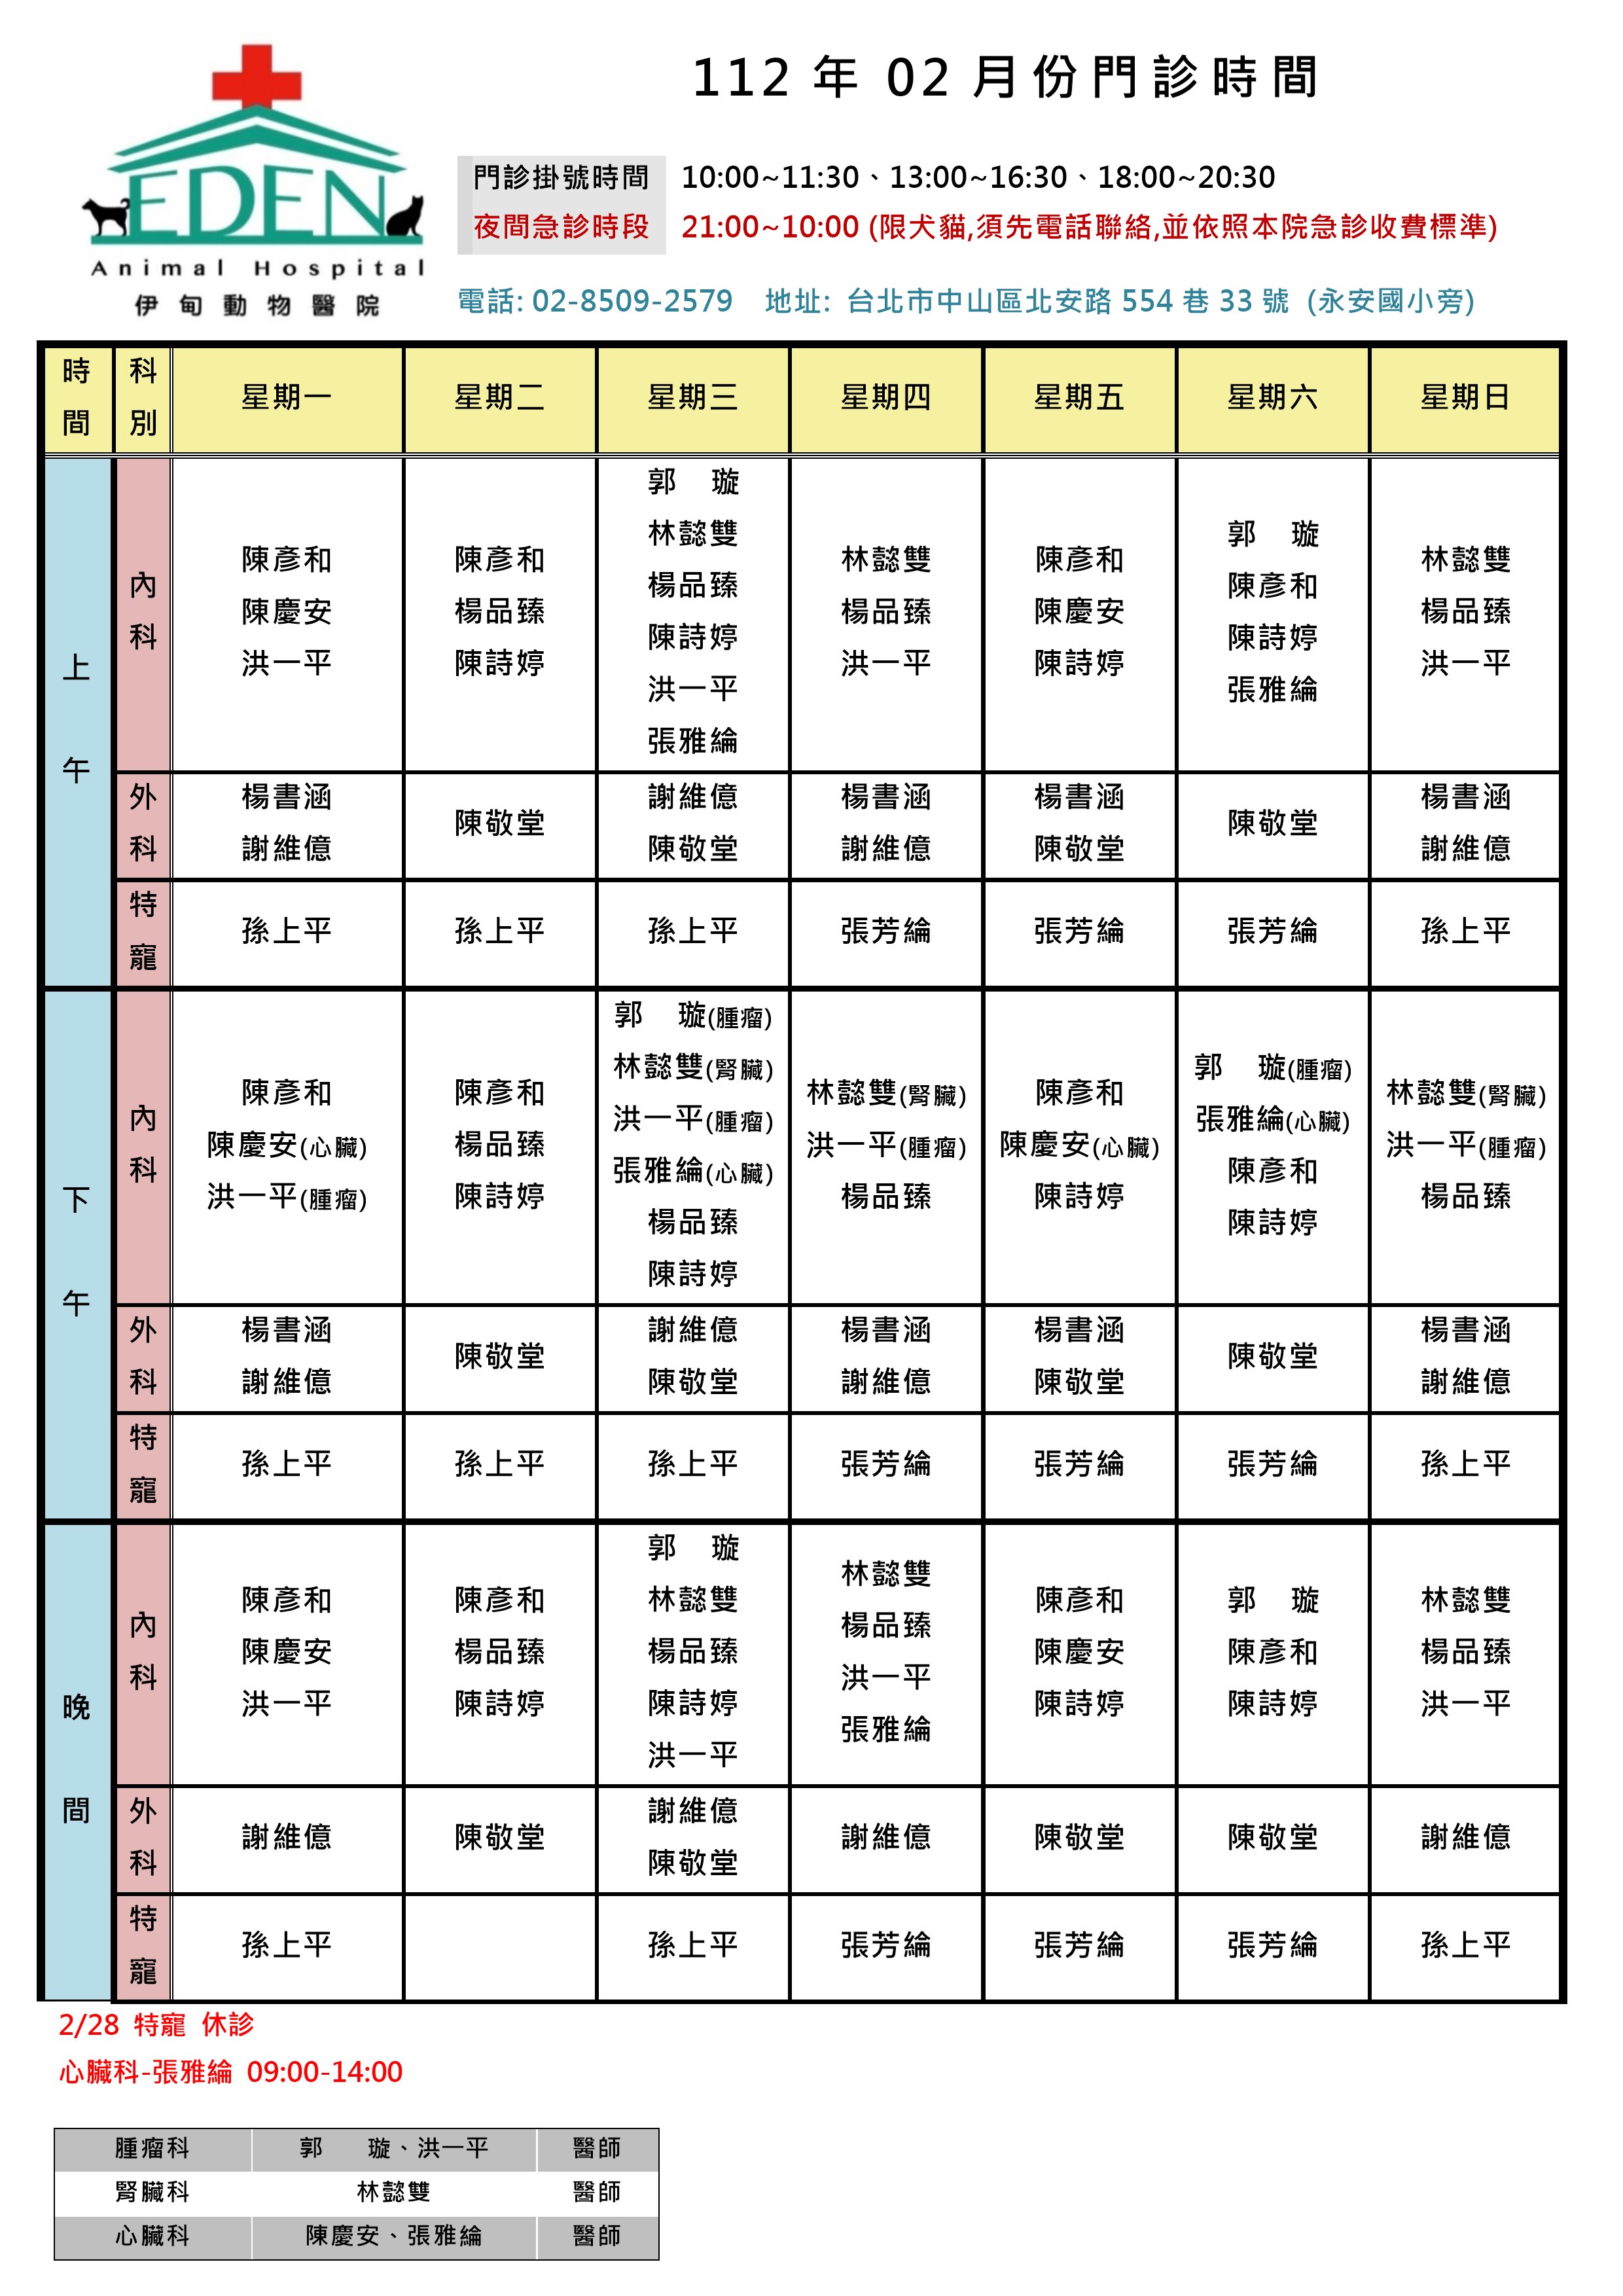 112 年 02 月份門診時間
EDEN
Animal Hospital
伊甸動物醫院
門診掛號時間 10:00~11:30、13:00~16:30、18:00~20:30
夜間急診時段 21:00~10:00 (限犬貓,須先電話聯絡,並依照本院急診收費標準)
電話: 02-8509-2579 地址: 台北市中山區北安路 554 巷 33 號 (永安國小旁)
時間 科別 星期一 星期二 星期三 星期四 星期五 星期六 星期日
上午
內科
陳彥和
陳慶安
洪一平
陳彥和
楊品臻
陳詩婷
郭 璇
林懿雙
楊品臻
陳詩婷
洪一平
張雅綸
林懿雙
楊品臻
洪一平
陳彥和
陳慶安
陳詩婷
郭 璇
陳彥和
陳詩婷
張雅綸
林懿雙
楊品臻
洪一平
外科
楊書涵
謝維億
陳敬堂
謝維億
陳敬堂
楊書涵
謝維億
楊書涵
陳敬堂
陳敬堂
楊書涵
謝維億
特寵
孫上平
孫上平
孫上平
張芳綸
張芳綸
張芳綸
孫上平
下午
內科
陳彥和
陳慶安(心臟)
洪一平(腫瘤)
陳彥和
楊品臻
陳詩婷
郭 璇(腫瘤)
林懿雙(腎臟)
洪一平(腫瘤)
張雅綸(心臟)
楊品臻
陳詩婷
林懿雙(腎臟)
洪一平(腫瘤)
楊品臻
陳彥和
陳慶安(心臟)
陳詩婷
郭 璇(腫瘤)
張雅綸(心臟)
陳彥和
陳詩婷
林懿雙(腎臟)
洪一平(腫瘤)
楊品臻
外科
楊書涵
謝維億
陳敬堂
謝維億
陳敬堂
楊書涵
謝維億
楊書涵
陳敬堂
陳敬堂
楊書涵
謝維億
特寵
孫上平
孫上平
孫上平
張芳綸
張芳綸
張芳綸
孫上平
晚間
內科
陳彥和
陳慶安
洪一平
陳彥和
楊品臻
陳詩婷
郭 璇
林懿雙
楊品臻
陳詩婷
洪一平
林懿雙
楊品臻
洪一平
張雅綸
陳彥和
陳慶安
陳詩婷
郭 璇
陳彥和
陳詩婷
林懿雙
楊品臻
洪一平
外科
謝維億
陳敬堂
謝維億
陳敬堂
謝維億
陳敬堂
陳敬堂
謝維億
特寵
孫上平
孫上平
張芳綸
張芳綸
張芳綸
孫上平
2/28 特寵 休診
心臟科-張雅綸 09:00-14:00
腫瘤科 郭 璇、洪一平 醫師
腎臟科 林懿雙 醫師
心臟科 陳慶安、張雅綸 醫師